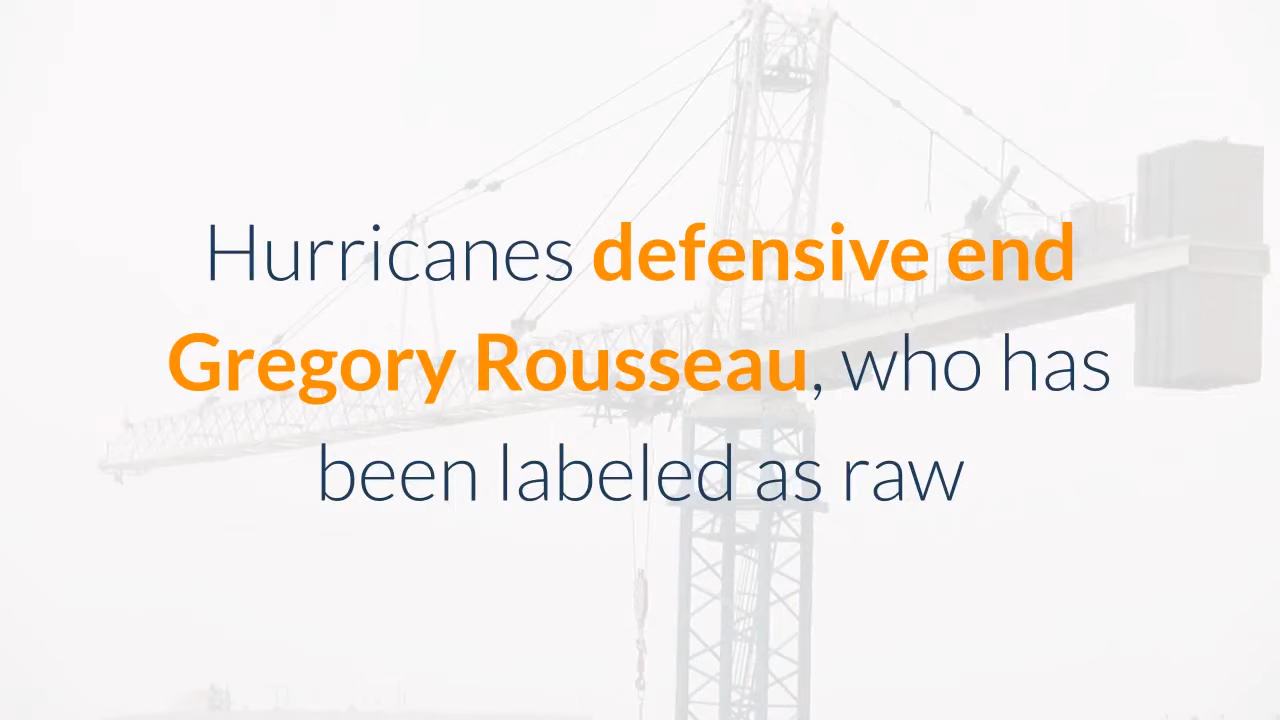 Hurricanes defensive end
Gregory Rousseau, who has
been labeled as raw